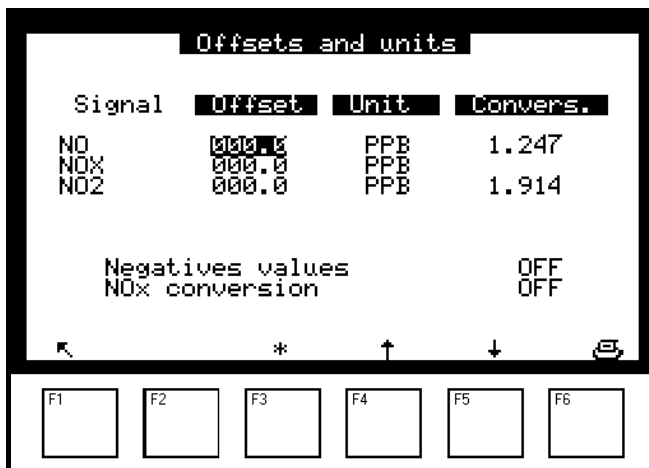 Offsets and units
Signal Offset Unit Convers.
NO 000.0 PPB 1.247
NOX 000.0 PPB
NO2 000.0 PPB 1.914
Negatives values OFF
NOx conversion OFF
*
F1 F2 F3 F4 F5 F6